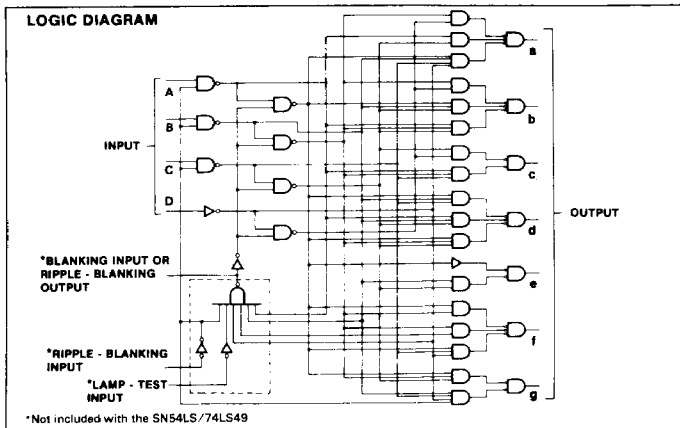 LOGIC DIAGRAM
a
A
b
B
INPUT
C
c
D
d
OUTPUT
*BLANKING INPUT OR
RIPPLE - BLANKING
OUTPUT
e
*RIPPLE - BLANKING
INPUT
f
*LAMP - TEST
INPUT
g
*Not included with the SN54LS/74LS49